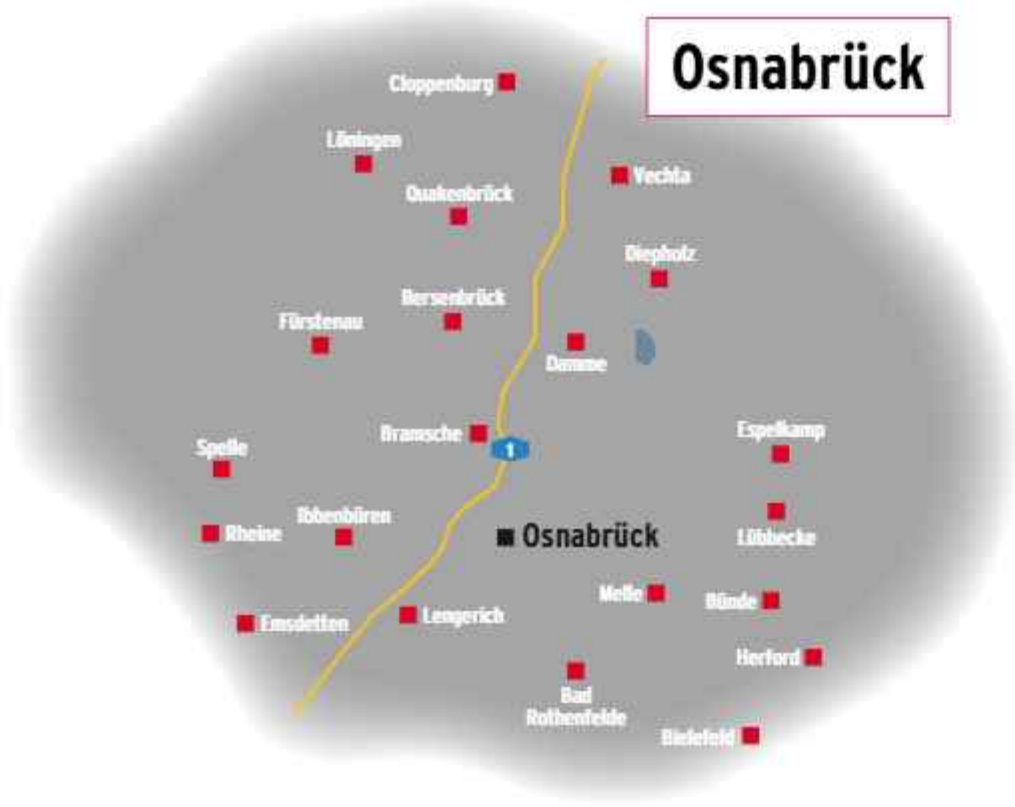 Osnabrück
Cloppenburg
Löningen
Vechta
Quakenbrück
Diepholz
Bersenbrück
Fürstenau
Damme
Bramsche
Espelkamp
1
Spelle
Ibbenbüren
Rheine
Osnabrück
Lübbecke
Melle
Bünde
Lengerich
Emsdetten
Herford
Bad
Rothenfelde
Bielefeld